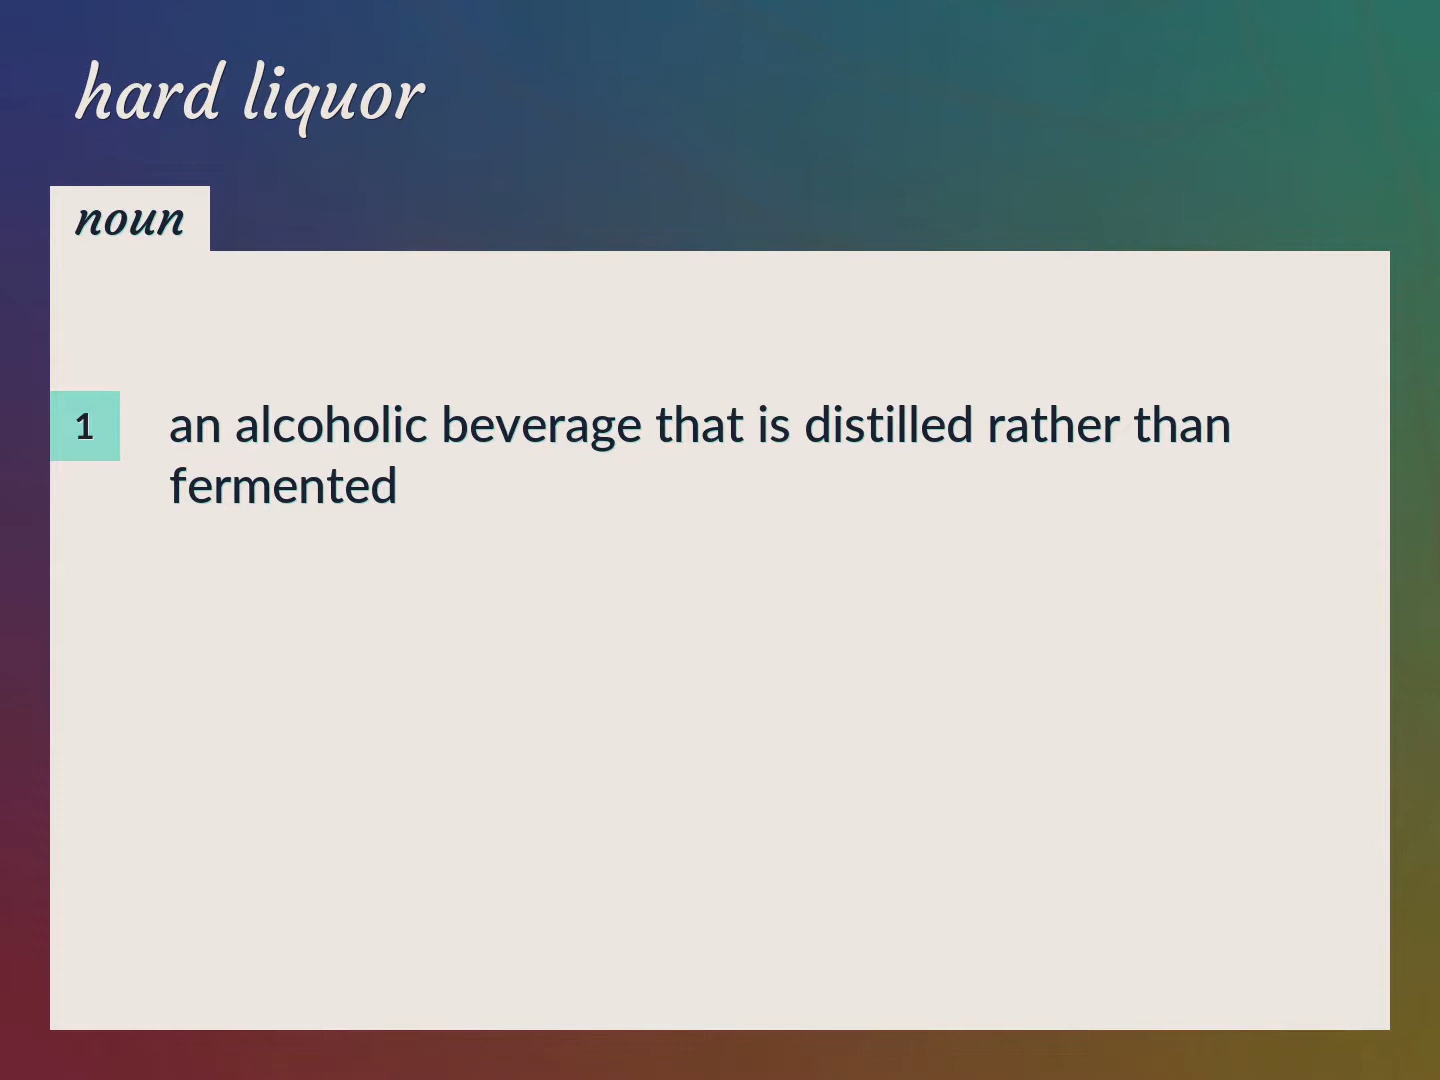 hard liquor
noun
1 an alcoholic beverage that is distilled rather than
fermented